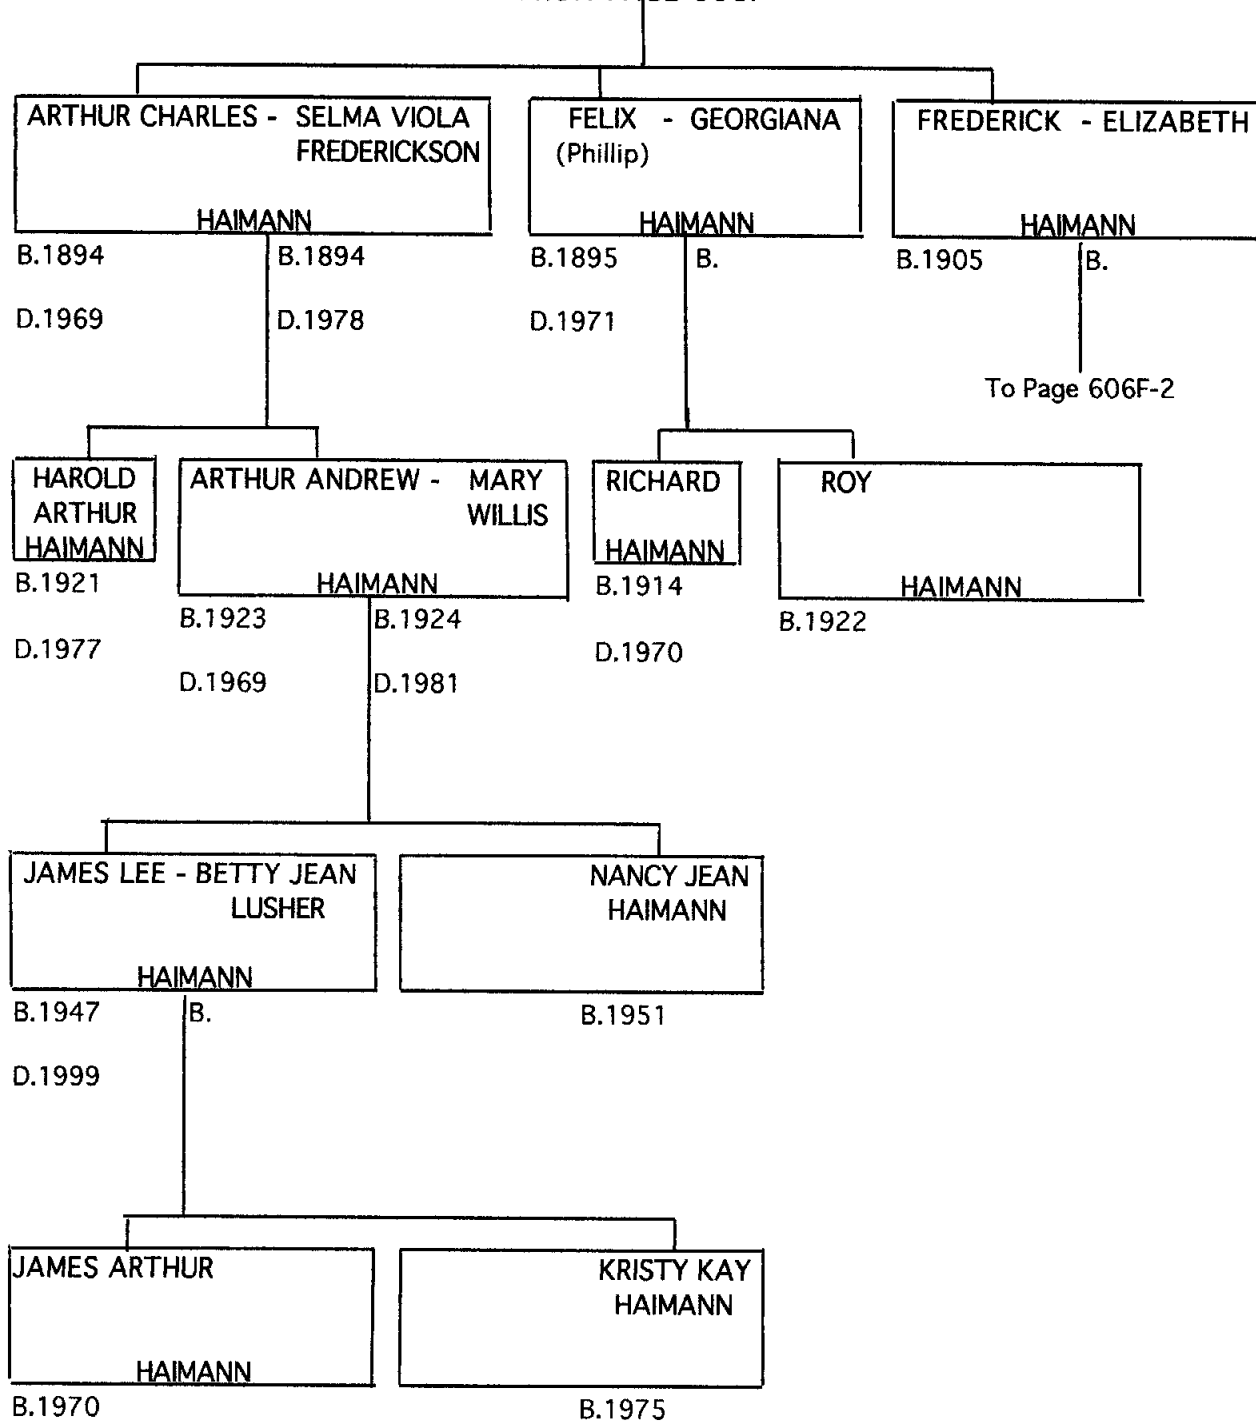 ARTHUR CHARLES - SELMA VIOLA
FREDERICKSON
HAIMANN
B.1894 B.1894
D.1969 D.1978
FELIX - GEORGIANA
(Phillip)
HAIMANN
B.1895 B.
D.1971
FREDERICK - ELIZABETH
HAIMANN
B.1905 B.
To Page 606F-2
HAROLD
ARTHUR
HAIMANN
B.1921
D.1977
ARTHUR ANDREW - MARY
WILLIS
HAIMANN
B.1923 B.1924
D.1969 D.1981
RICHARD
HAIMANN
B.1914
D.1970
ROY
HAIMANN
B.1922
JAMES LEE - BETTY JEAN
LUSHER
HAIMANN
B.1947 B.
D.1999
NANCY JEAN
HAIMANN
B.1951
JAMES ARTHUR
HAIMANN
B.1970
KRISTY KAY
HAIMANN
B.1975